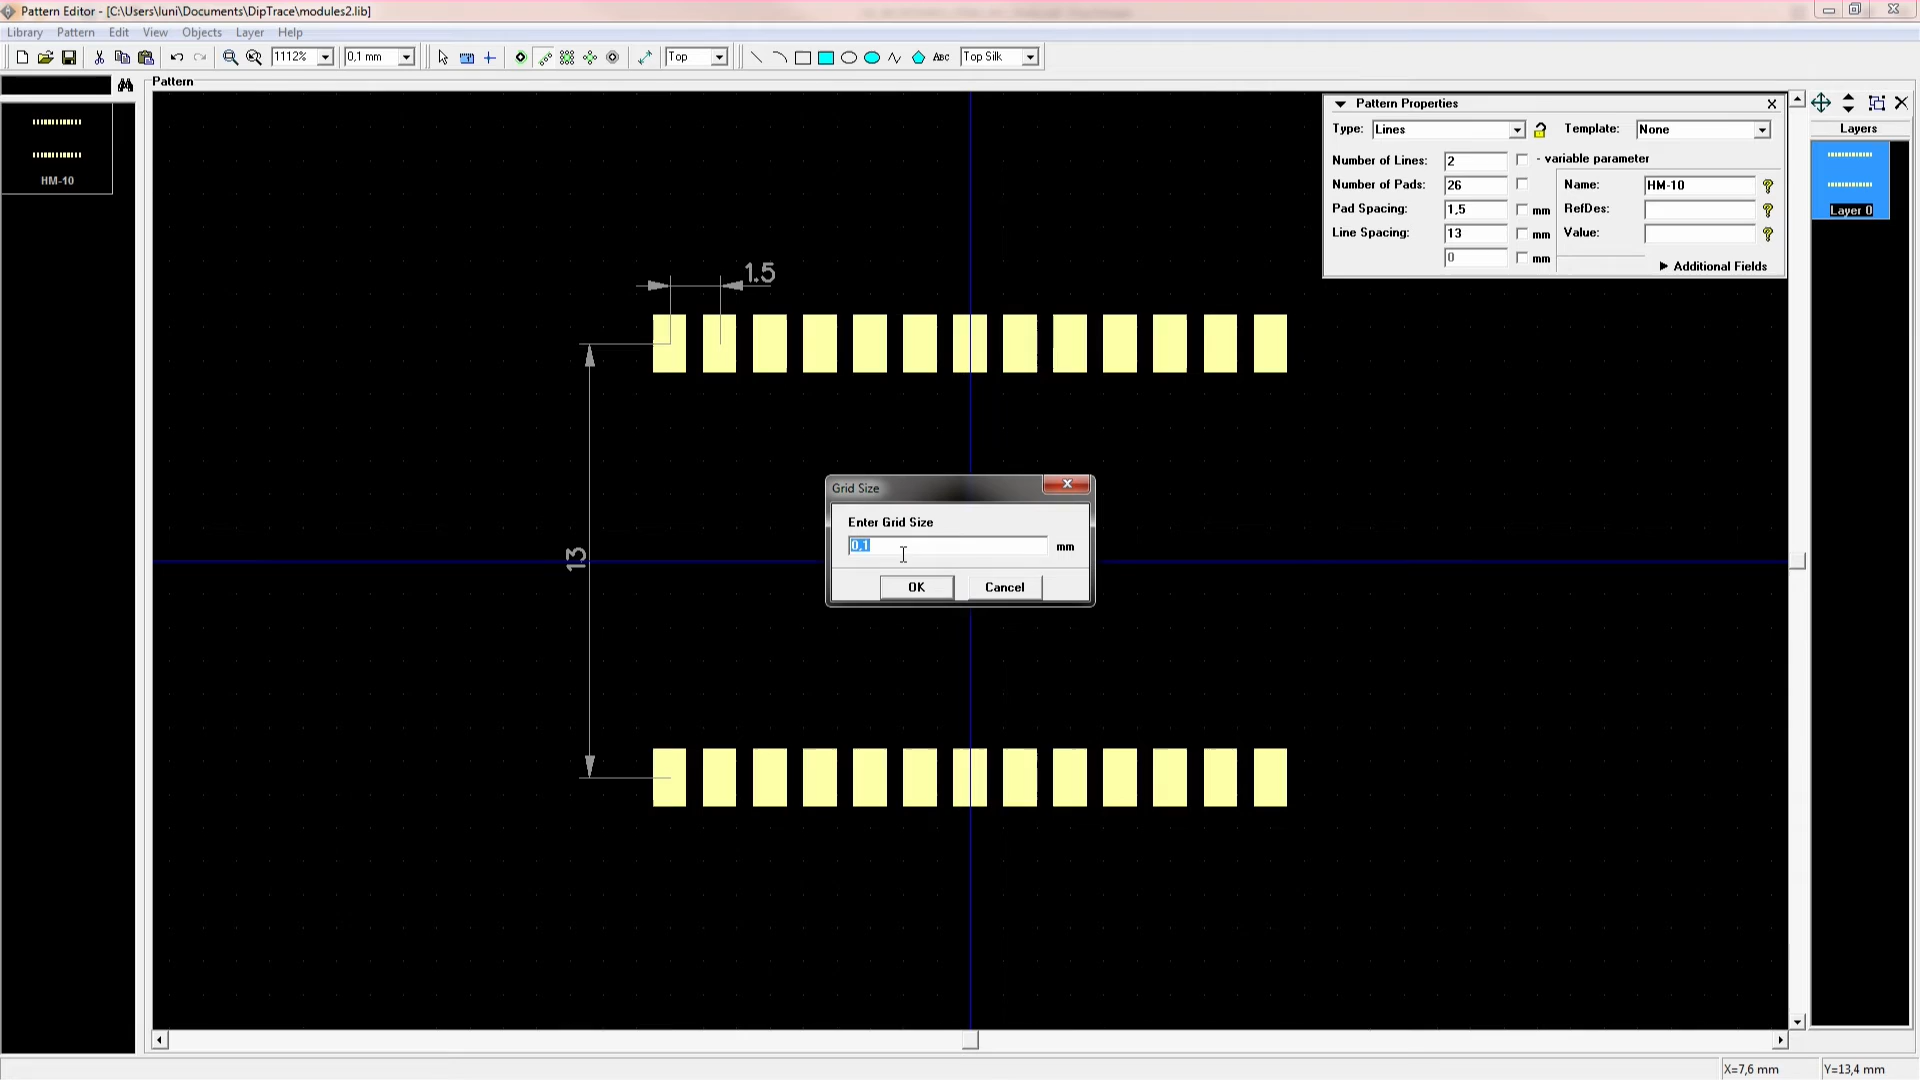 Pattern Editor - [C:\Users\luni\Documents\DipTrace\modules2.lib]
Library Pattern Edit View Objects Layer Help
1112% 0,1 mm Top Abc Top Silk
Pattern
HM-10
Pattern Properties
Type: Lines Template: None
Number of Lines: 2 - variable parameter
Number of Pads: 26 Name: HM-10
Pad Spacing: 1,5 mm RefDes:
Line Spacing: 13 mm Value:
0 mm Additional Fields
Layers
Layer 0
1.5
13
Grid Size
Enter Grid Size
0,1 mm
OK Cancel
X=7,6 mm Y=13,4 mm